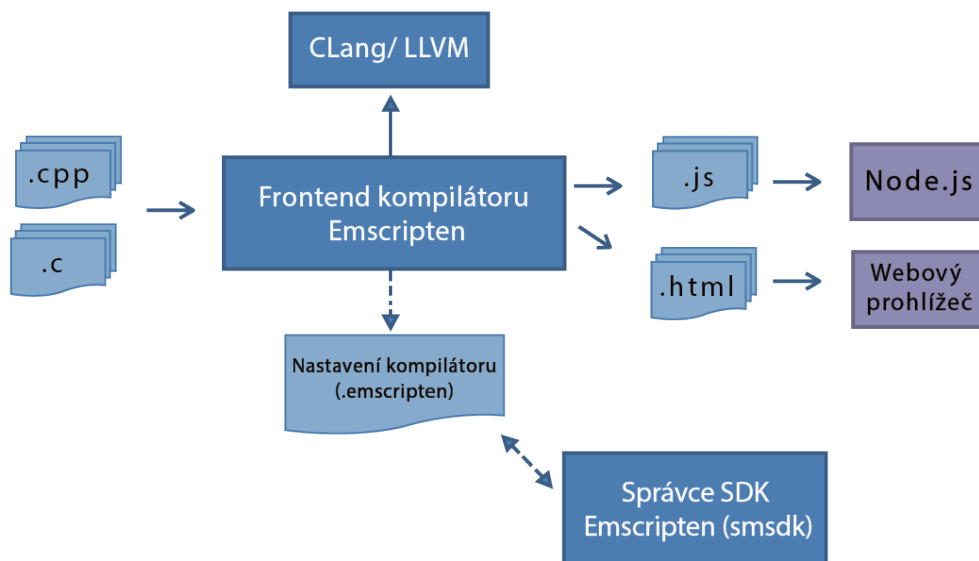 CLang/ LLVM
.cpp
.c
Frontend kompilátoru
Emscripten
.js
.html
Node.js
Webový
prohlížeč
Nastavení kompilátoru
(.emscripten)
Správce SDK
Emscripten (smsdk)